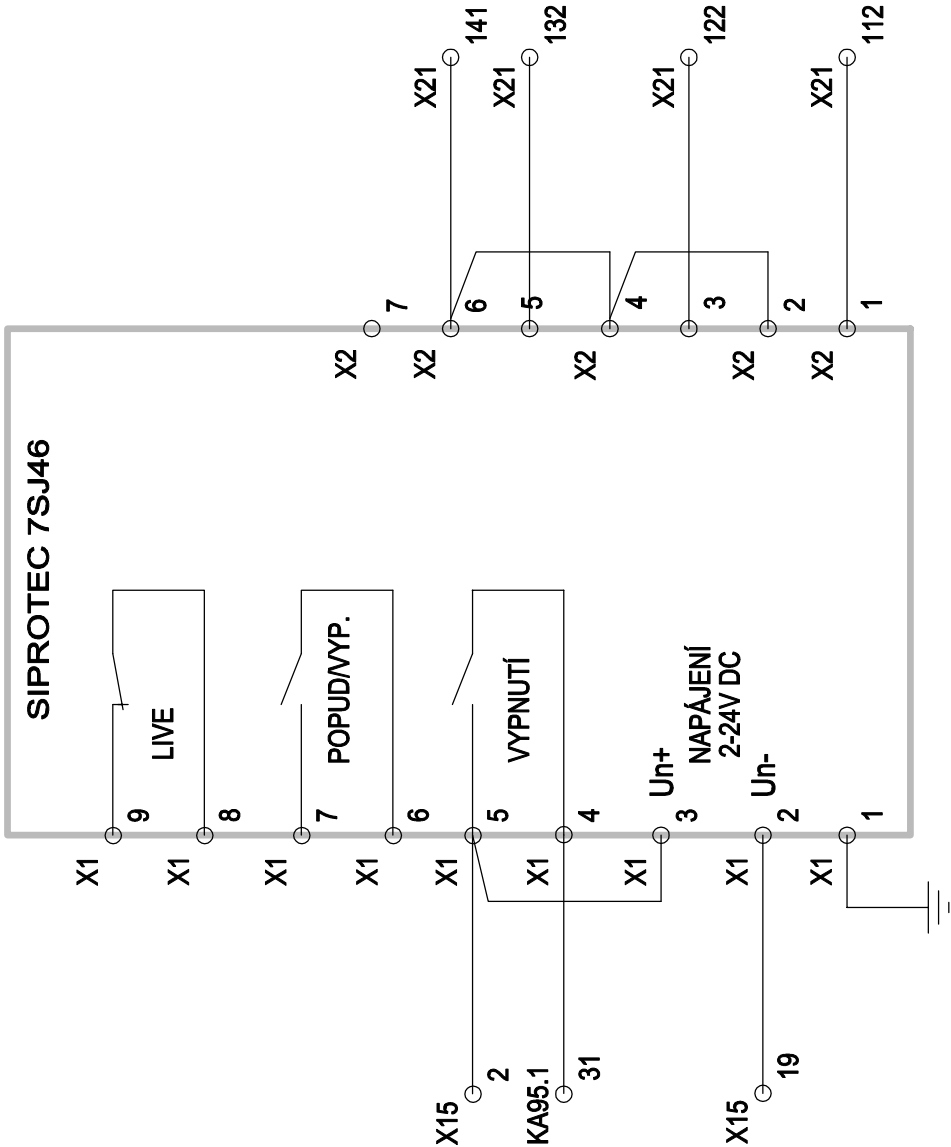 SIPROTEC 7SJ46
X1
9
LIVE
X1
8
X1
7
POPUD/VYP.
X1
6
X15
2
X1
5
VYPNUTÍ
KA95.1
31
X1
4
X1
3
Un+
NAPÁJENÍ
2-24V DC
X15
19
X1
2
Un-
X1
1
X2
7
X2
6
X21
141
5
X21
132
X2
4
3
X21
122
X2
2
X2
1
X21
112